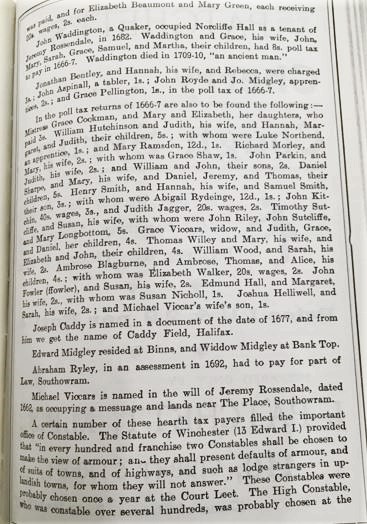 was paid, and for Elizabeth Beaumont and Mary Green, each receiving
20s. wages, 2s. each.
John Waddington, a Quaker, occupied Norcliffe Hall as a tenant of
Jeremy Rossendale, in 1682. Waddington and Grace, his wife, John,
Mary, Sarah, Grace, Samuel, and Martha, their children, had 8s. poll tax
to pay in 1666-7. Waddington died in 1709-10, "an ancient man."
Jonathan Bentley, and Hannah, his wife, and Rebecca, were charged
1s.; John Aspinall, a tabler, 1s.; John Royde and Jo. Midgley, appren-
tices, 2s.; and Grace Pellington, 1s., in the poll tax of 1666-7.
In the poll tax returns of 1666-7 are also to be found the following:—
Mistress Grace Cockman, and Mary and Elizabeth, her daughters, who
paid 3s. William Hutchinson and Judith, his wife, and Hannah, Mar-
garet, and Judith, their children, 5s.; with whom were Luke Northend,
an apprentice, 1s.; and Mary Ramsden, 12d., 1s. Richard Morley, and
Mary, his wife, 2s.; with whom was Grace Shaw, 1s. John Parkin, and
Judith, his wife, 2s.; and William and John, their sons, 2s. Daniel
Sharpe, and Mary, his wife, and Daniel, Jeremy, and Thomas, their
children, 5s. Henry Smith, and Hannah, his wife, and Samuel Smith,
their son, 3s.; with whom were Abigail Rydeinge, 12d., 1s.; John Kit-
chin, 40s. wages, 3s., and Judith Jagger, 20s. wages, 2s. Timothy Sut-
cliffe, and Susan, his wife, with whom were John Riley, John Sutcliffe,
and Mary Longbottom, 5s. Grace Viccars, widow, and Judith, Grace,
and Daniel, her children, 4s. Thomas Willey and Mary, his wife, and
Elizabeth and John, their children, 4s. William Wood, and Sarah, his
wife, 2s. Ambrose Blagburne, and Ambrose, Thomas, and Alice, his
children, 4s.; with whom was Elizabeth Walker, 20s. wages, 2s. John
Fowler (ffowler), and Susan, his wife, 2s. Edmund Hall, and Margaret,
his wife, 2s., with whom was Susan Nicholl, 1s. Joshua Helliwell, and
Sarah, his wife, 2s.; and Michael Viccar's wife's son, 1s.
Joseph Caddy is named in a document of the date of 1677, and from
him we get the name of Caddy Field, Halifax.
Edward Midgley resided at Binns, and Widdow Midgley at Bank Top.
Abraham Ryley, in an assessment in 1692, had to pay for part of
Law, Southowram.
Michael Viccars is named in the will of Jeremy Rossendale, dated
1662, as occupying a messuage and lands near The Place, Southowram.
A certain number of these hearth tax payers filled the important
office of Constable. The Statute of Winchester (13 Edward I.) provided
that "in every hundred and franchise two Constables shall be chosen to
make the view of armour; and they shall present defaults of armour, and
of suits of towns, and of highways, and such as lodge strangers in up-
landish towns, for whom they will not answer." These Constables were
probably chosen once a year at the Court Leet. The High Constable,
who was constable over several hundreds, was probably chosen at the